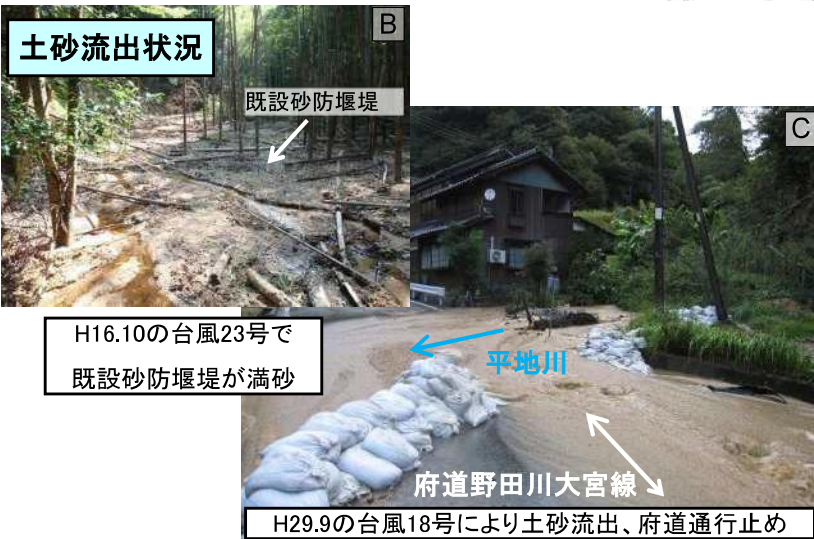 土砂流出状況
B
既設砂防堰堤
C
H16.10の台風23号で
既設砂防堰堤が満砂
平地川
府道野田川大宮線
H29.9の台風18号により土砂流出、府道通行止め